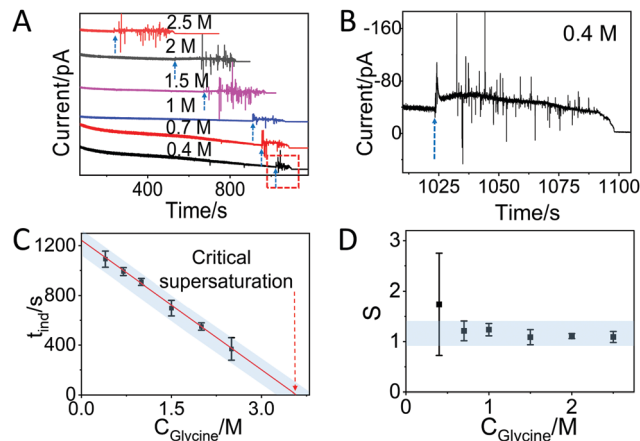 A
Current/pA
2.5 M
2 M
1.5 M
1 M
0.7 M
0.4 M
400
800
Time/s
B
Current/pA
-160
-80
0
0.4 M
1025
1050
1075
1100
Time/s
C
t_ind/s
1200
800
400
0
Critical
supersaturation
0.0
1.5
3.0
C_Glycine/M
D
S
3
2
1
0
0
1
2
C_Glycine/M